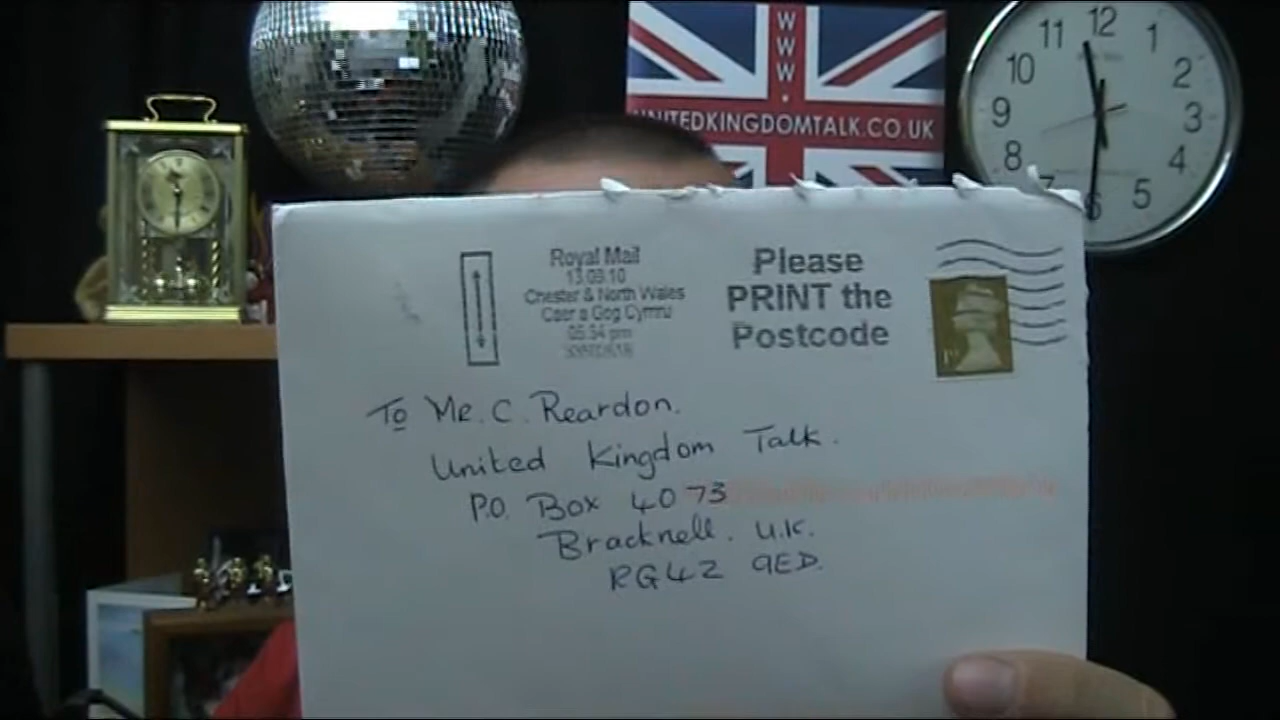 WWW.
UNITEDKINGDOMTALK.CO.UK
11 12 1
10 2
9 3
8 4
7 6 5
Royal Mail
13.09.10
Chester & North Wales
Caer a Gog Cymru
05:34 pm
Please
PRINT the
Postcode
1st
To Mr. C. Reardon.
United Kingdom Talk.
P.O. Box 4073
Bracknell. U.K.
RG42 9ED.